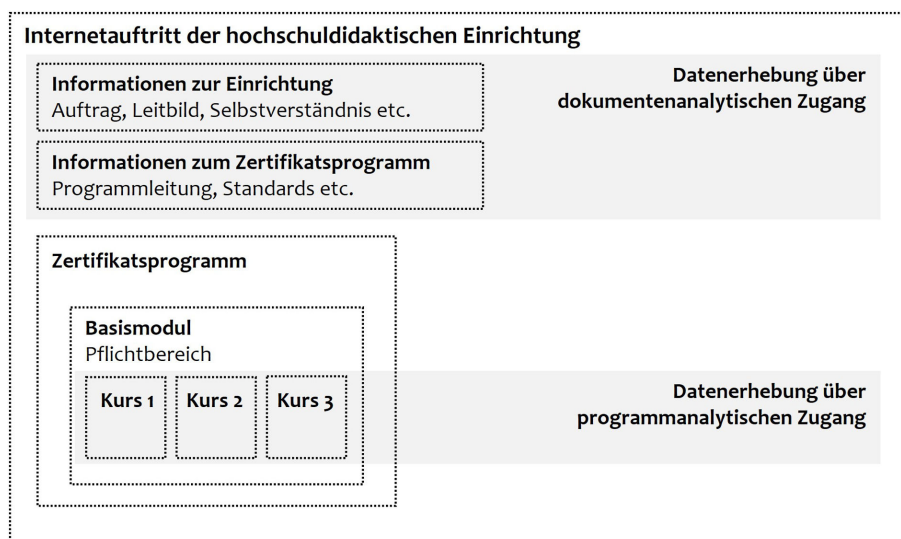 Internetauftritt der hochschuldidaktischen Einrichtung
Informationen zur Einrichtung
Auftrag, Leitbild, Selbstverständnis etc.
Datenerhebung über
dokumentenanalytischen Zugang
Informationen zum Zertifikatsprogramm
Programmleitung, Standards etc.
Zertifikatsprogramm
Basismodul
Pflichtbereich
Kurs 1
Kurs 2
Kurs 3
Datenerhebung über
programmanalytischen Zugang